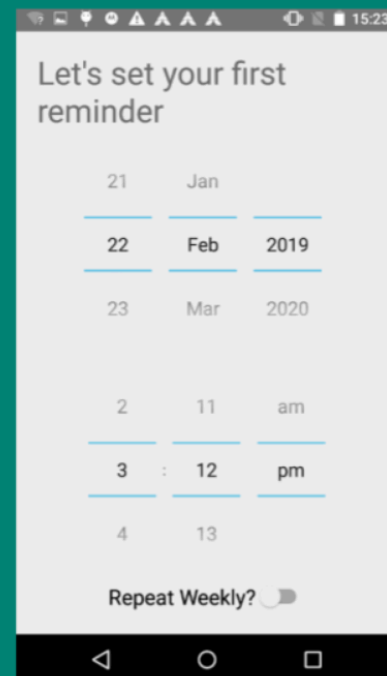 15:23
Let's set your first
reminder
21 Jan
22 Feb 2019
23 Mar 2020
2 11 am
3 : 12 pm
4 13
Repeat Weekly?